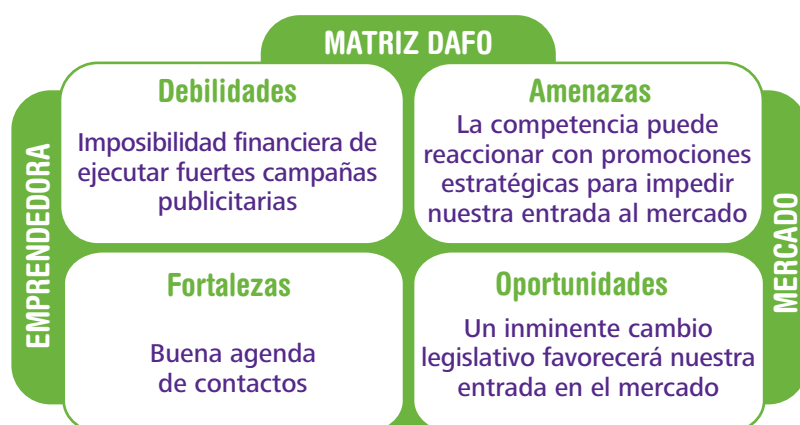 MATRIZ DAFO
EMPRENDEDORA
Debilidades
Imposibilidad financiera de
ejecutar fuertes campañas
publicitarias
Amenazas
La competencia puede
reaccionar con promociones
estratégicas para impedir
nuestra entrada al mercado
Fortalezas
Buena agenda
de contactos
Oportunidades
Un inminente cambio
legislativo favorecerá nuestra
entrada en el mercado
MERCADO